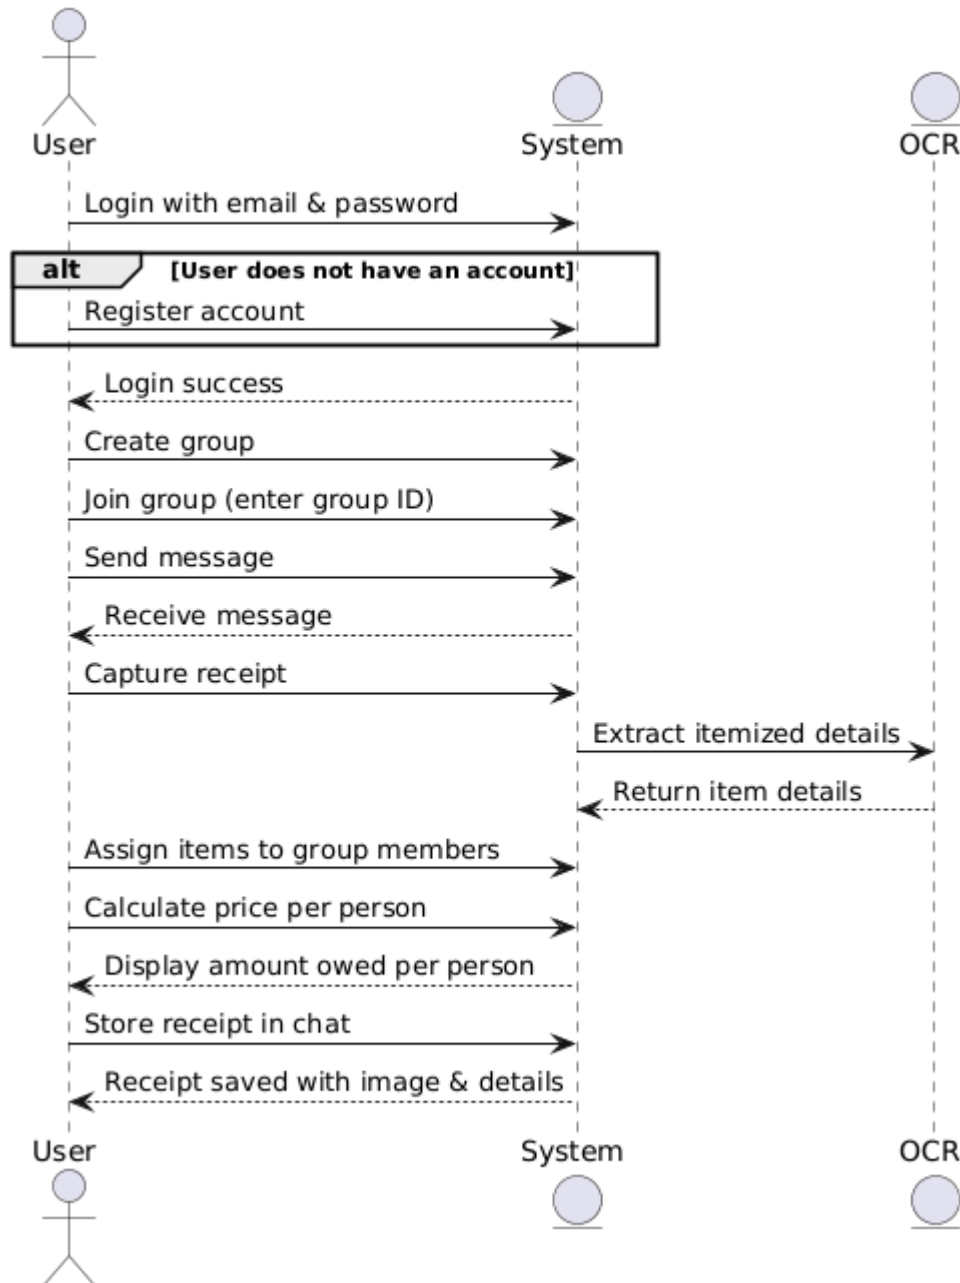 User
System
OCR
Login with email & password
alt
[User does not have an account]
Register account
Login success
Create group
Join group (enter group ID)
Send message
Receive message
Capture receipt
Extract itemized details
Return item details
Assign items to group members
Calculate price per person
Display amount owed per person
Store receipt in chat
Receipt saved with image & details
User
System
OCR